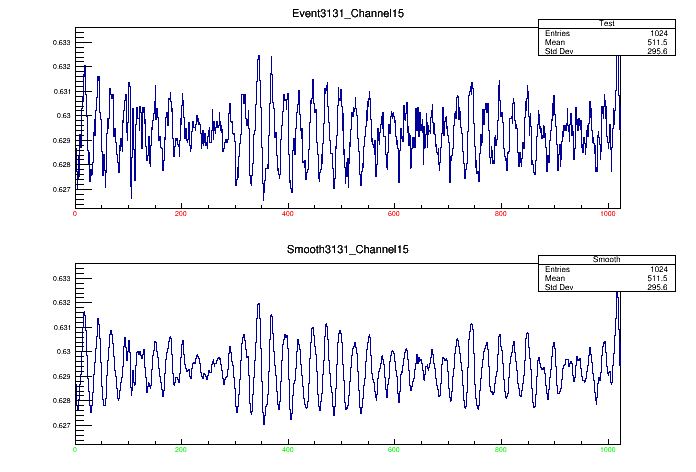 Event3131_Channel15
Test
Entries 1024
Mean 511.5
Std Dev 295.6
0.633
0.632
0.631
0.63
0.629
0.628
0.627
0 200 400 600 800 1000
Smooth3131_Channel15
Smooth
Entries 1024
Mean 511.5
Std Dev 295.6
0.633
0.632
0.631
0.63
0.629
0.628
0.627
0 200 400 600 800 1000